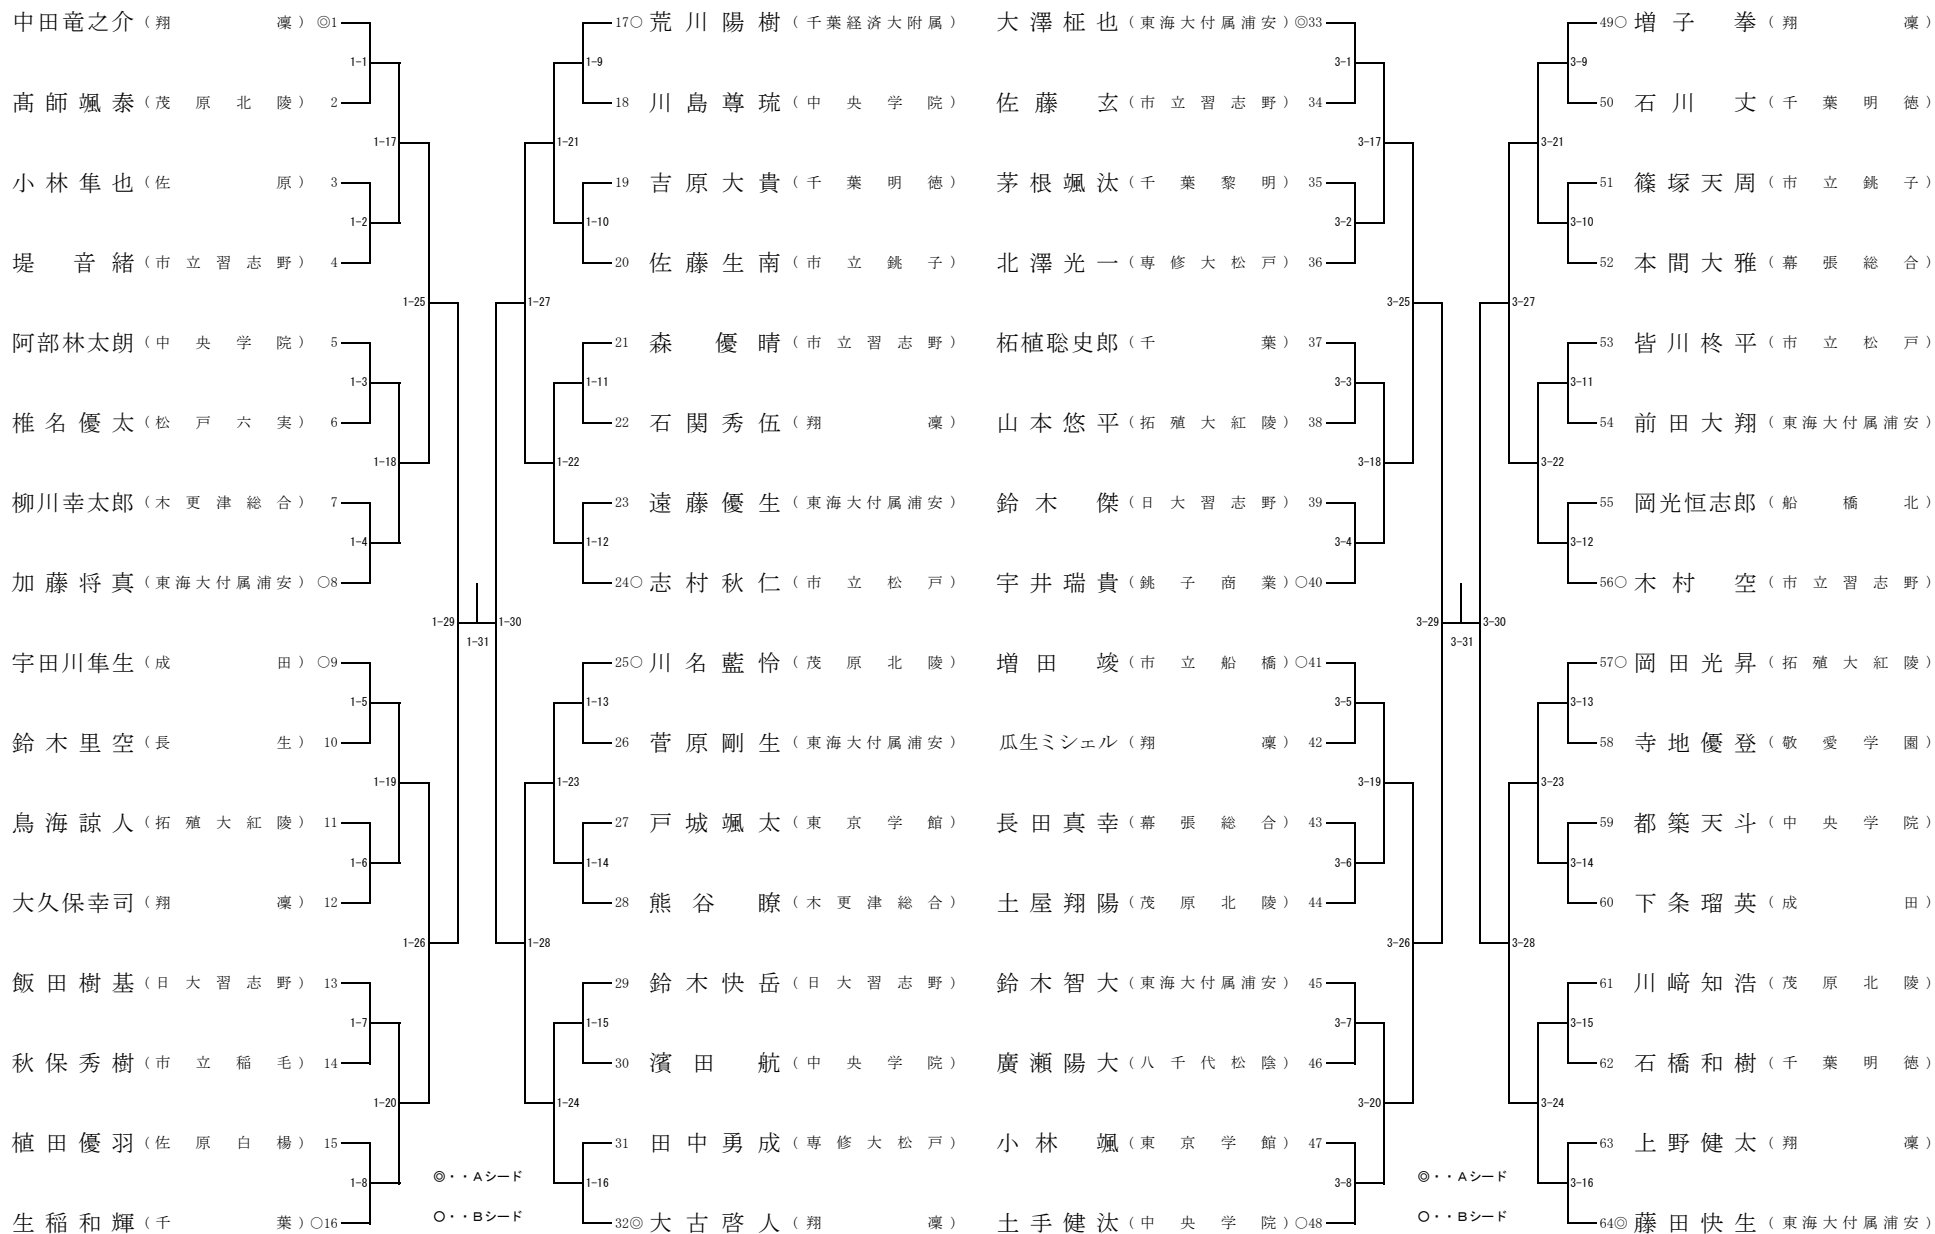 中田竜之介（翔凜）◎1
1-1
髙師颯泰（茂原北陵）2
1-17
小林隼也（佐原）3
1-2
堤音緒（市立習志野）4
1-25
阿部林太朗（中央学院）5
1-3
椎名優太（松戸六実）6
1-18
柳川幸太郎（木更津総合）7
1-4
加藤将真（東海大付属浦安）○8
1-29
宇田川隼生（成田）○9
1-5
鈴木里空（長生）10
1-19
鳥海諒人（拓殖大紅陵）11
1-6
大久保幸司（翔凜）12
1-26
飯田樹基（日大習志野）13
1-7
秋保秀樹（市立稲毛）14
1-20
植田優羽（佐原白楊）15
1-8
生稲和輝（千葉）○16
1-31
17○ 荒川陽樹（千葉経済大附属）
1-9
18 川島尊琉（中央学院）
1-21
19 吉原大貴（千葉明徳）
1-10
20 佐藤生南（市立銚子）
1-27
21 森優晴（市立習志野）
1-11
22 石関秀伍（翔凜）
1-22
23 遠藤優生（東海大付属浦安）
1-12
24○ 志村秋仁（市立松戸）
1-30
25○ 川名藍怜（茂原北陵）
1-13
26 菅原剛生（東海大付属浦安）
1-23
27 戸城颯太（東京学館）
1-14
28 熊谷瞭（木更津総合）
1-28
29 鈴木快岳（日大習志野）
1-15
30 濱田航（中央学院）
1-24
31 田中勇成（専修大松戸）
1-16
32◎ 大古啓人（翔凜）
◎・・Aシード
○・・Bシード
大澤柾也（東海大付属浦安）◎33
3-1
佐藤玄（市立習志野）34
3-17
茅根颯汰（千葉黎明）35
3-2
北澤光一（専修大松戸）36
3-25
柘植聡史郎（千葉）37
3-3
山本悠平（拓殖大紅陵）38
3-18
鈴木傑（日大習志野）39
3-4
宇井瑞貴（銚子商業）○40
3-29
増田竣（市立船橋）○41
3-5
瓜生ミシェル（翔凜）42
3-19
長田真幸（幕張総合）43
3-6
土屋翔陽（茂原北陵）44
3-26
鈴木智大（東海大付属浦安）45
3-7
廣瀬陽大（八千代松陰）46
3-20
小林颯（東京学館）47
3-8
土手健汰（中央学院）○48
3-31
49○ 増子拳（翔凜）
3-9
50 石川丈（千葉明徳）
3-21
51 篠塚天周（市立銚子）
3-10
52 本間大雅（幕張総合）
3-27
53 皆川柊平（市立松戸）
3-11
54 前田大翔（東海大付属浦安）
3-22
55 岡光恒志郎（船橋北）
3-12
56○ 木村空（市立習志野）
3-30
57○ 岡田光昇（拓殖大紅陵）
3-13
58 寺地優登（敬愛学園）
3-23
59 都築天斗（中央学院）
3-14
60 下条瑠英（成田）
3-28
61 川﨑知浩（茂原北陵）
3-15
62 石橋和樹（千葉明徳）
3-24
63 上野健太（翔凜）
3-16
64◎ 藤田快生（東海大付属浦安）
◎・・Aシード
○・・Bシード